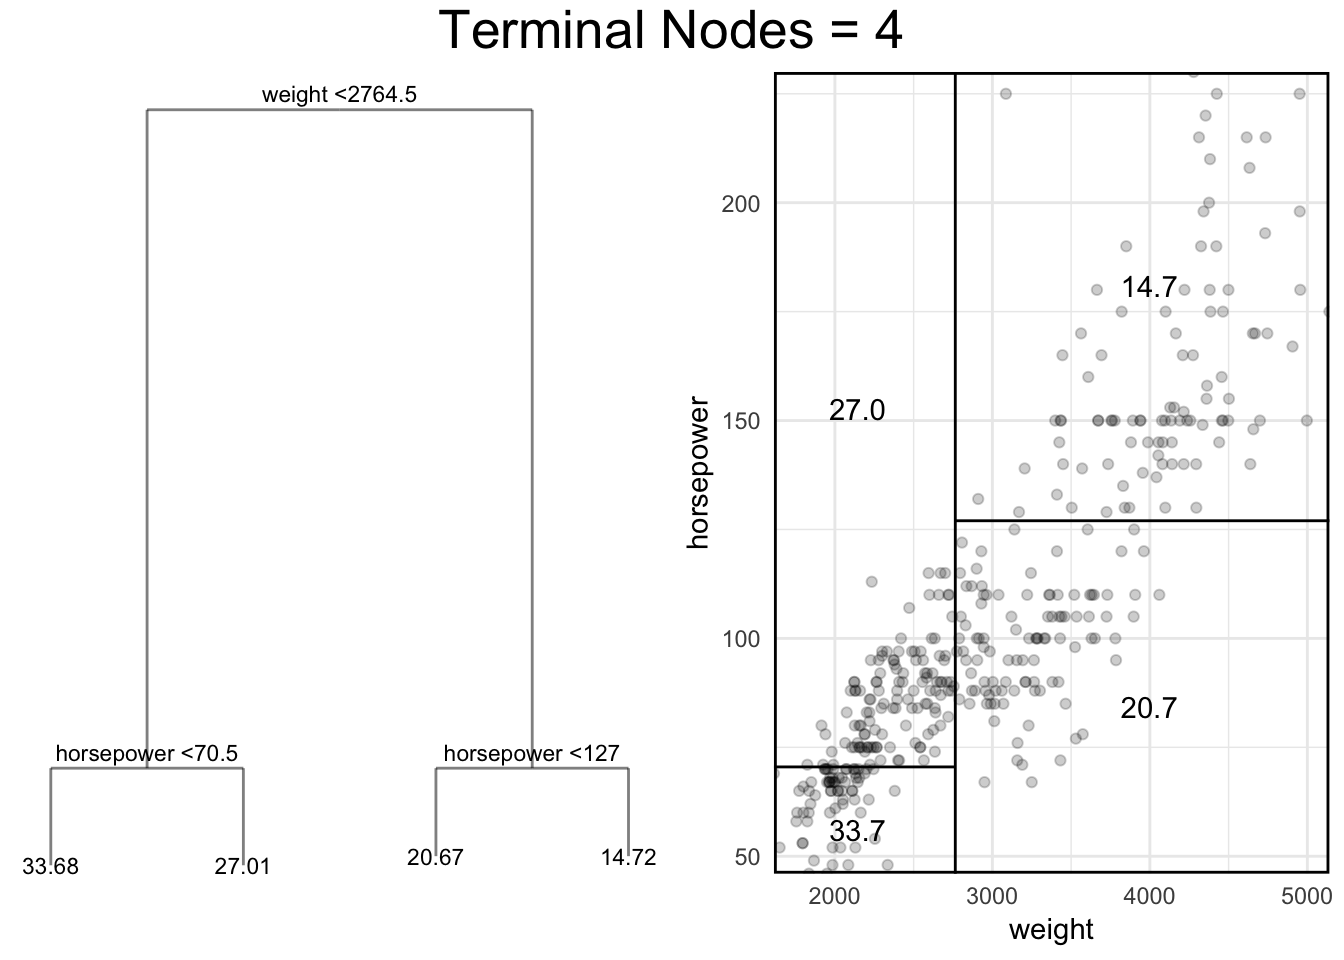 Terminal Nodes = 4
weight <2764.5
horsepower <70.5
horsepower <127
33.68
27.01
20.67
14.72
horsepower
200
150
100
50
14.7
27.0
20.7
33.7
2000
3000
4000
5000
weight